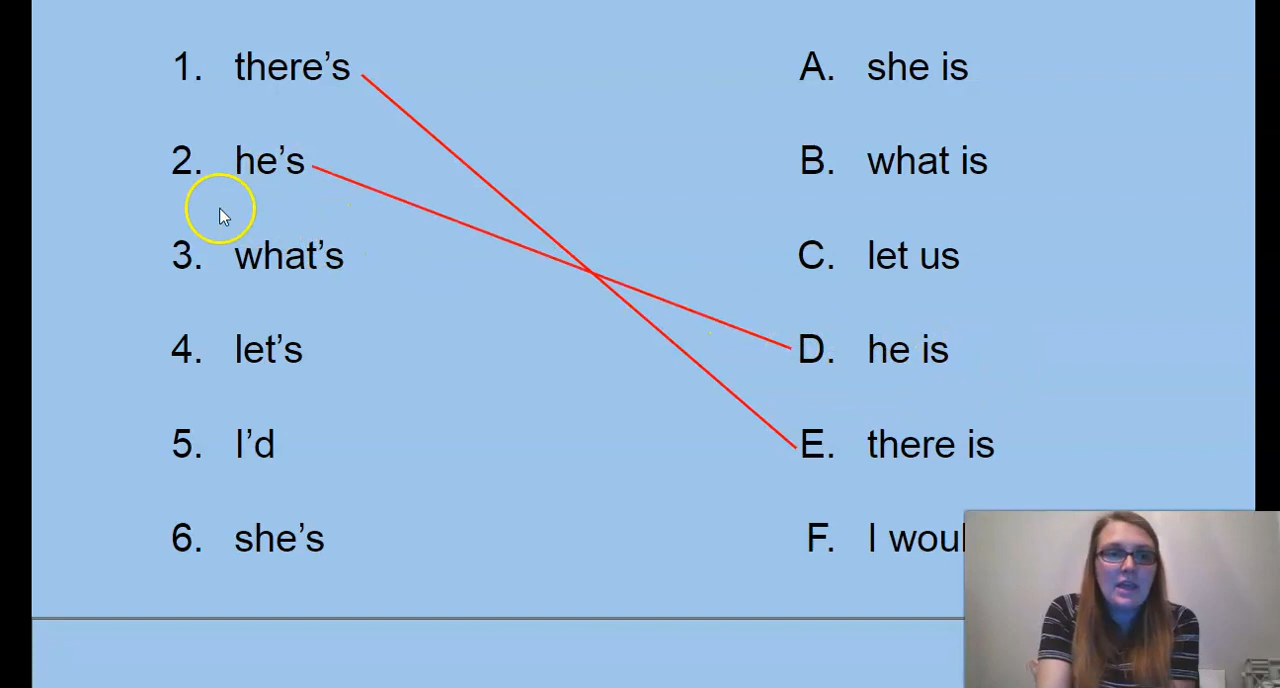 1. there’s
2. he’s
3. what’s
4. let’s
5. I’d
6. she’s
A. she is
B. what is
C. let us
D. he is
E. there is
F. I